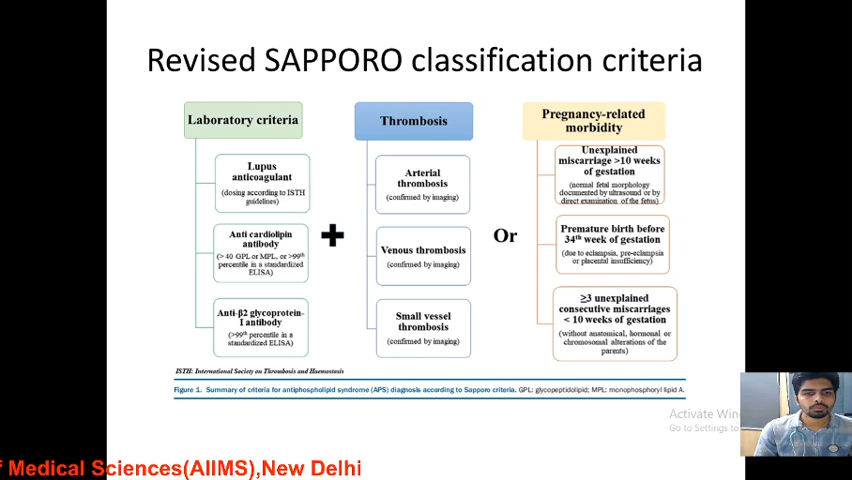 Revised SAPPORO classification criteria
Laboratory criteria
Lupus
anticoagulant
(dosing according to ISTH
guidelines)
Anti cardiolipin
antibody
(> 40 GPL or MPL, or >99th
percentile in a standardized
ELISA)
Anti-β2 glycoprotein-
I antibody
(>99th percentile in a
standardized ELISA)
Thrombosis
Arterial
thrombosis
(confirmed by imaging)
Venous thrombosis
(confirmed by imaging)
Small vessel
thrombosis
(confirmed by imaging)
Or
Pregnancy-related
morbidity
Unexplained
miscarriage >10 weeks
of gestation
(normal fetal morphology
documented by ultrasound or by
direct examination of the fetus)
Premature birth before
34th week of gestation
(due to eclampsia, pre-eclampsia
or placental insufficiency)
≥3 unexplained
consecutive miscarriages
< 10 weeks of gestation
(without anatomical, hormonal or
chromosomal alterations of the
parents)
ISTH: International Society on Thrombosis and Haemostasis
Figure 1. Summary of criteria for antiphospholipid syndrome (APS) diagnosis according to Sapporo criteria. GPL: glycopeptidolipid; MPL: monophosphoryl lipid A.
Activate Win
Go to Settings to
f Medical Sciences(AIIMS),New Delhi